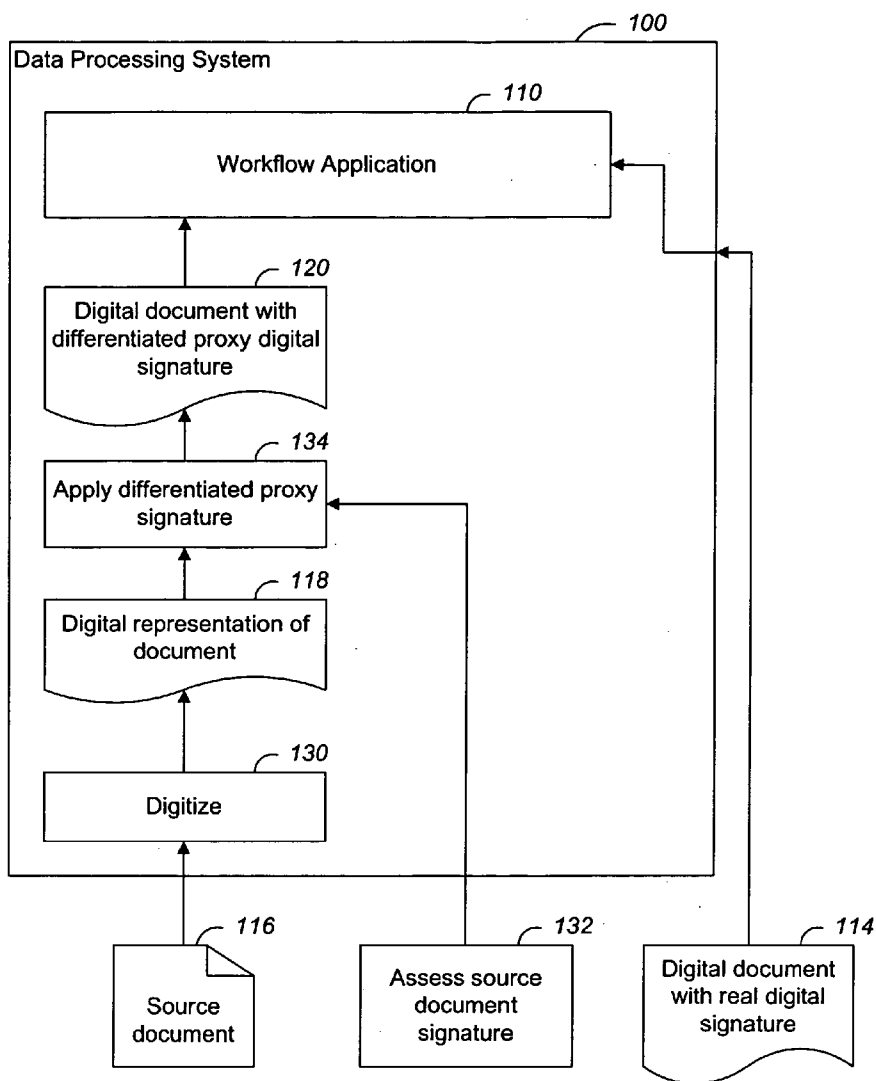 100
Data Processing System
110
Workflow Application
120
Digital document with
differentiated proxy digital
signature
134
Apply differentiated proxy
signature
118
Digital representation of
document
130
Digitize
116
Source
document
132
Assess source
document
signature
114
Digital document
with real digital
signature